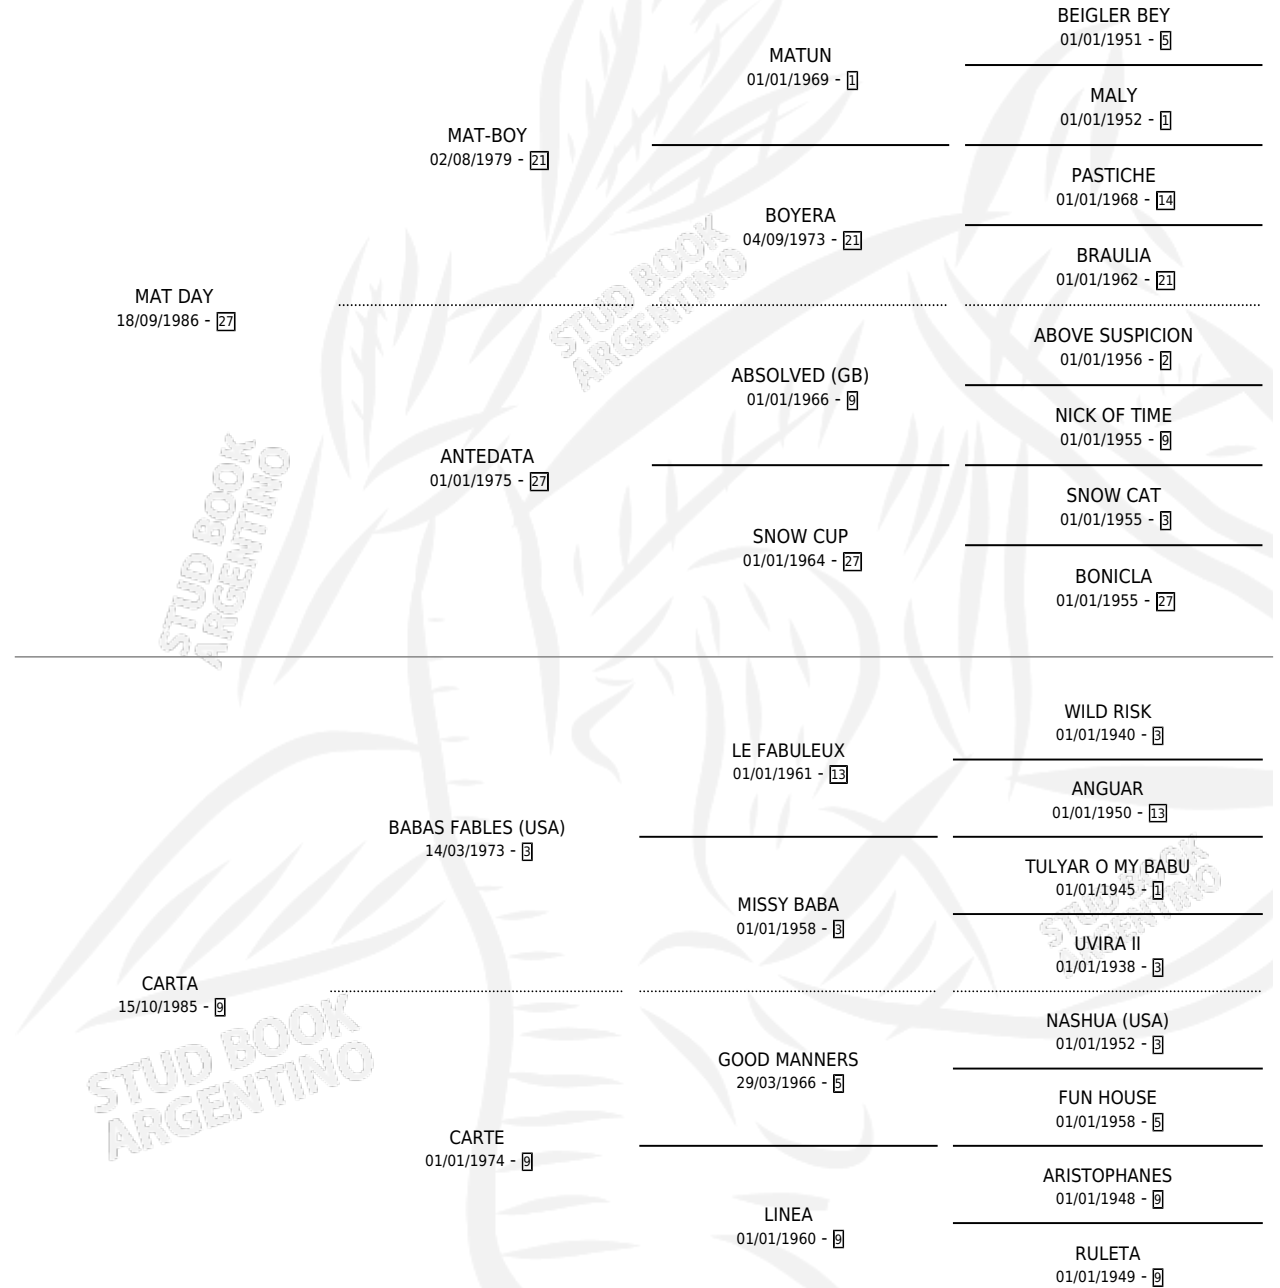 BEIGLER BEY
01/01/1951 - 5
MATUN
01/01/1969 - 1
MALY
01/01/1952 - 1
MAT-BOY
02/08/1979 - 21
PASTICHE
01/01/1968 - 14
BOYERA
04/09/1973 - 21
BRAULIA
01/01/1962 - 21
MAT DAY
18/09/1986 - 27
ABOVE SUSPICION
01/01/1956 - 2
ABSOLVED (GB)
01/01/1966 - 9
NICK OF TIME
01/01/1955 - 9
ANTEDATA
01/01/1975 - 27
SNOW CAT
01/01/1955 - 3
SNOW CUP
01/01/1964 - 27
BONICLA
01/01/1955 - 27
WILD RISK
01/01/1940 - 3
LE FABULEUX
01/01/1961 - 13
ANGUAR
01/01/1950 - 13
BABAS FABLES (USA)
14/03/1973 - 3
TULYAR O MY BABU
01/01/1945 - 1
MISSY BABA
01/01/1958 - 3
UVIRA II
01/01/1938 - 3
CARTA
15/10/1985 - 9
NASHUA (USA)
01/01/1952 - 3
GOOD MANNERS
29/03/1966 - 5
FUN HOUSE
01/01/1958 - 5
CARTE
01/01/1974 - 9
ARISTOPHANES
01/01/1948 - 9
LINEA
01/01/1960 - 9
RULETA
01/01/1949 - 9
STUD BOOK
ARGENTINO
STUD BOOK
ARGENTINO
STUD BOOK
ARGENTINO
STUD BOOK
ARGENTINO